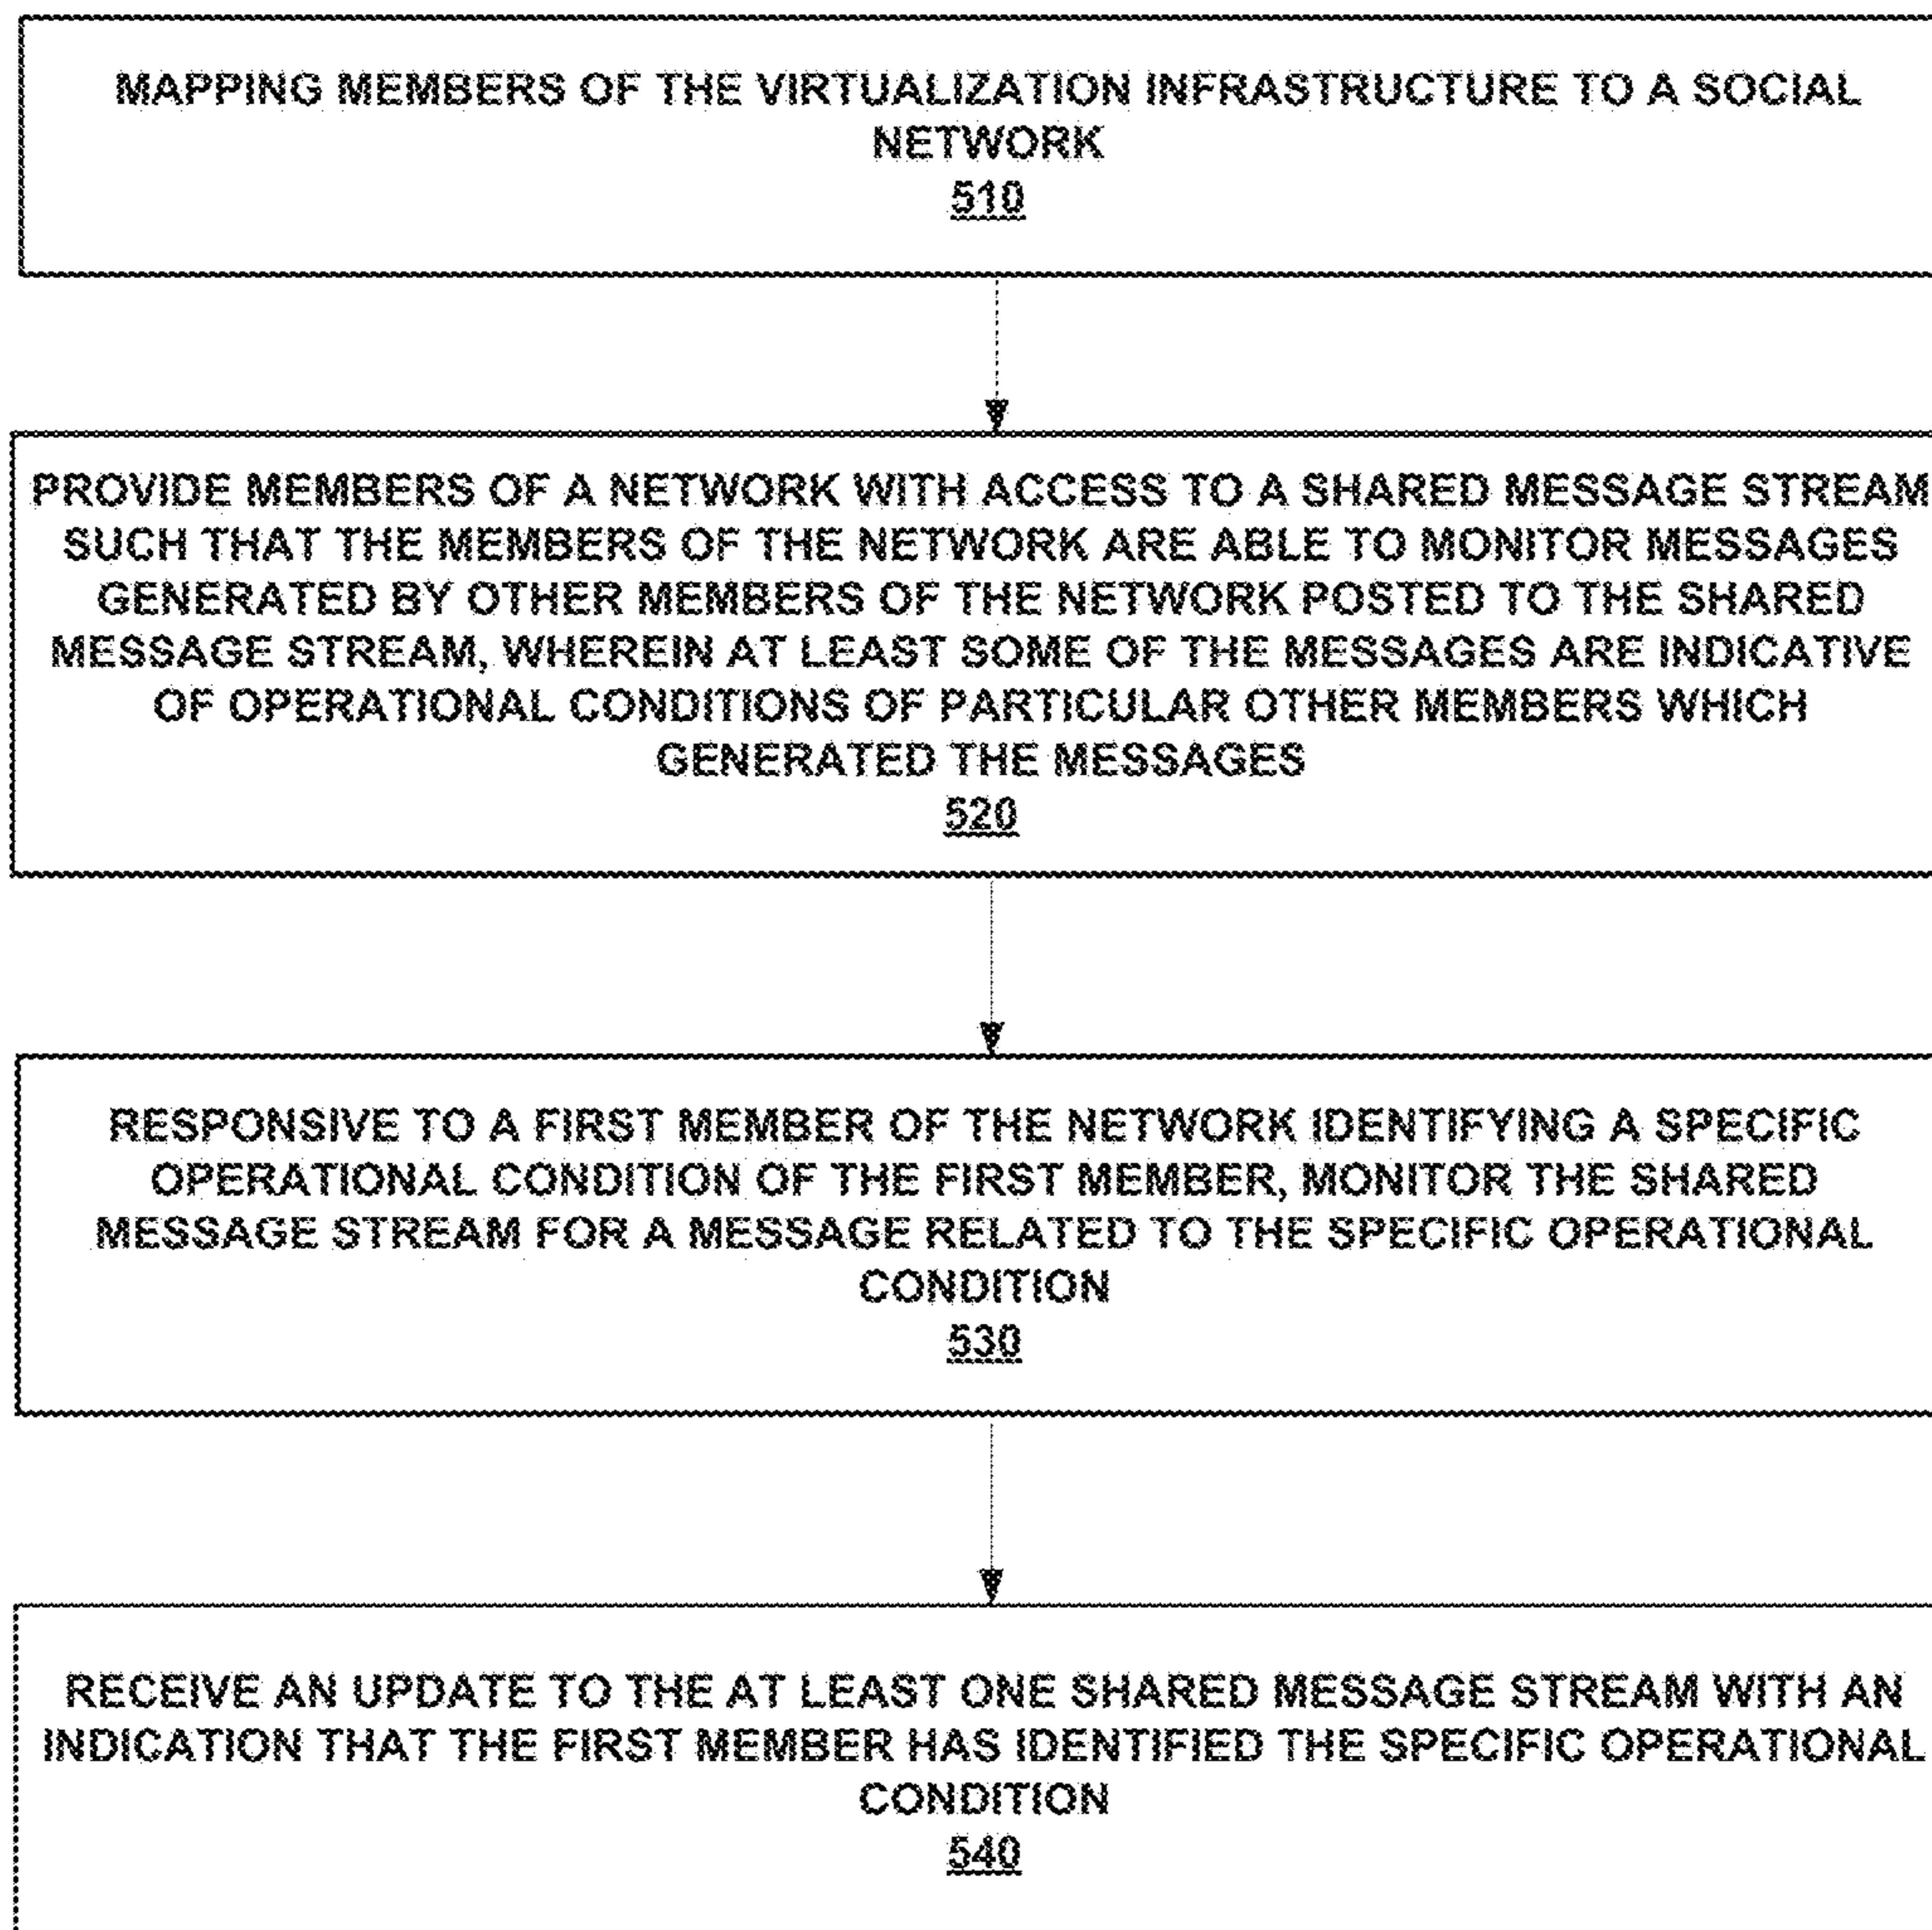 MAPPING MEMBERS OF THE VIRTUALIZATION INFRASTRUCTURE TO A SOCIAL
NETWORK
510
PROVIDE MEMBERS OF A NETWORK WITH ACCESS TO A SHARED MESSAGE STREAM
SUCH THAT THE MEMBERS OF THE NETWORK ARE ABLE TO MONITOR MESSAGES
GENERATED BY OTHER MEMBERS OF THE NETWORK POSTED TO THE SHARED
MESSAGE STREAM, WHEREIN AT LEAST SOME OF THE MESSAGES ARE INDICATIVE
OF OPERATIONAL CONDITIONS OF PARTICULAR OTHER MEMBERS WHICH
GENERATED THE MESSAGES
520
RESPONSIVE TO A FIRST MEMBER OF THE NETWORK IDENTIFYING A SPECIFIC
OPERATIONAL CONDITION OF THE FIRST MEMBER, MONITOR THE SHARED
MESSAGE STREAM FOR A MESSAGE RELATED TO THE SPECIFIC OPERATIONAL
CONDITION
530
RECEIVE AN UPDATE TO THE AT LEAST ONE SHARED MESSAGE STREAM WITH AN
INDICATION THAT THE FIRST MEMBER HAS IDENTIFIED THE SPECIFIC OPERATIONAL
CONDITION
540